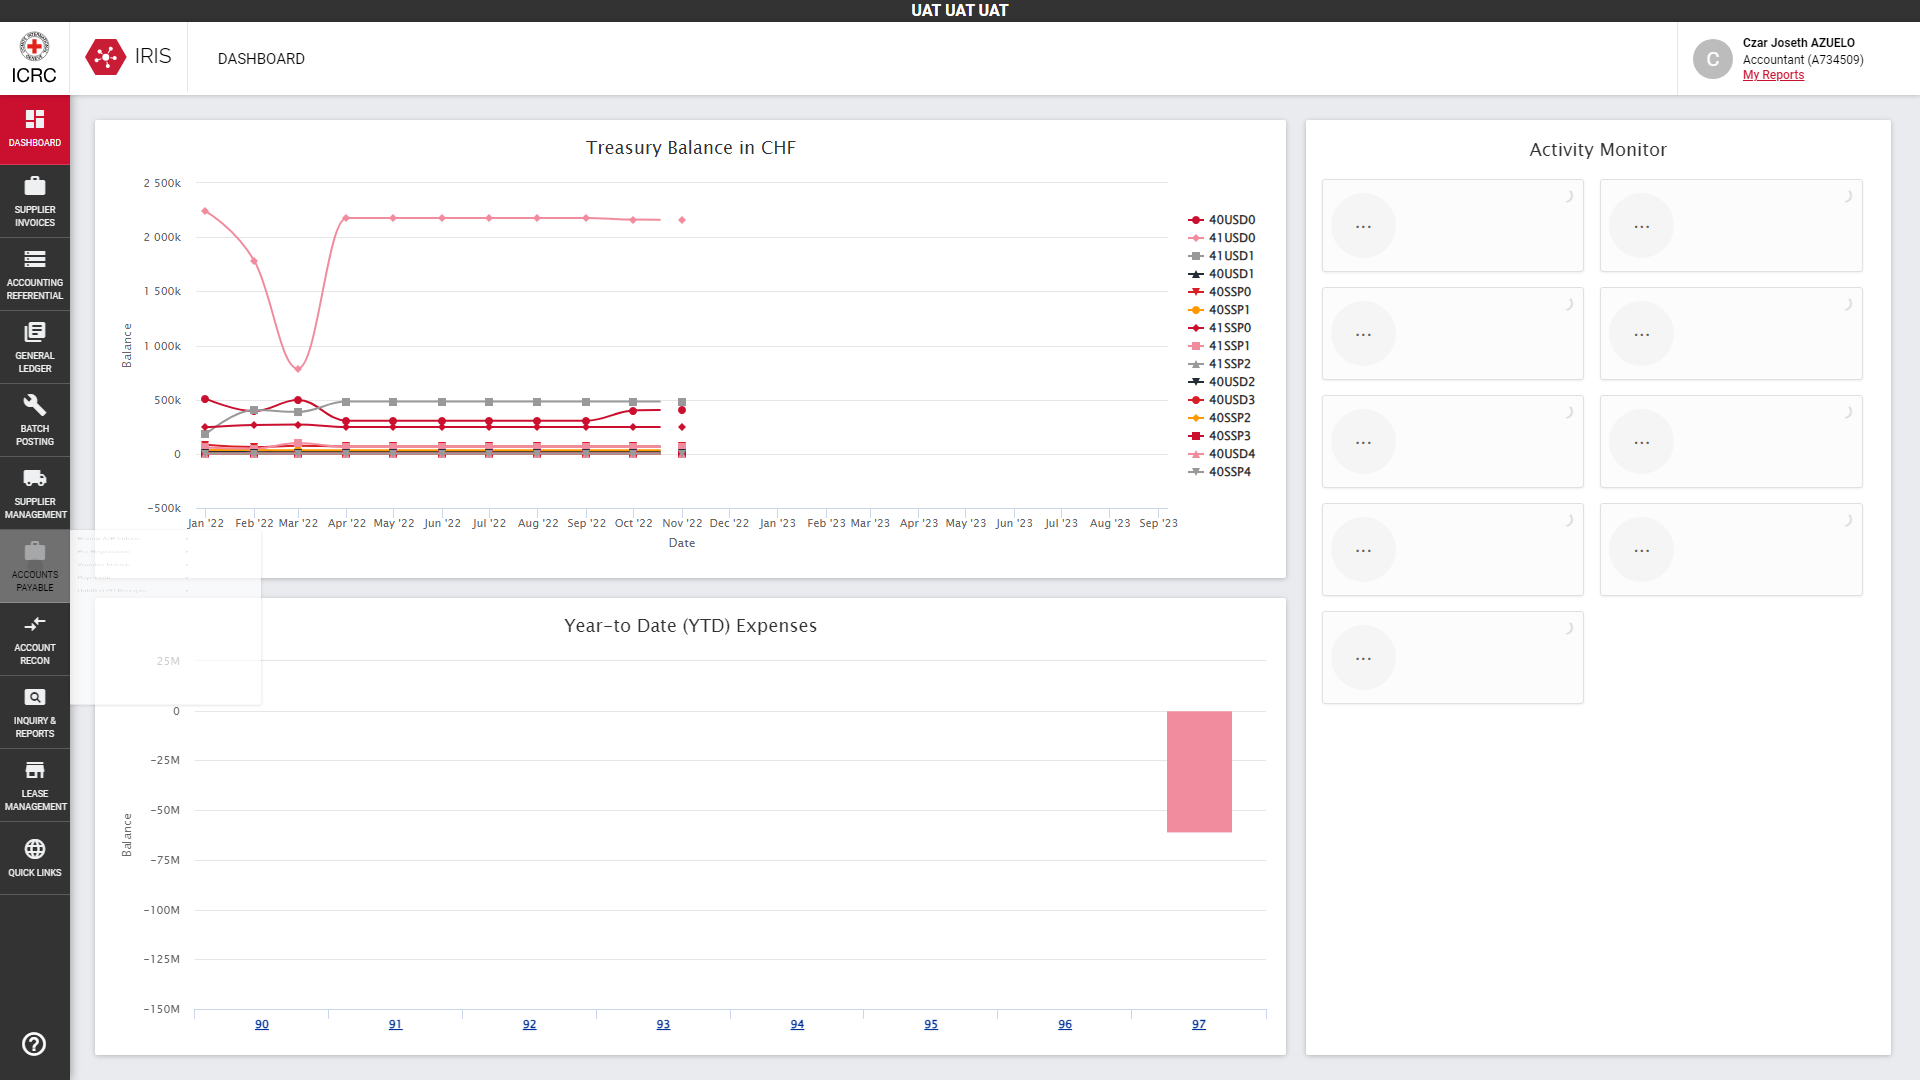 UAT UAT UAT
ICRC
IRIS
DASHBOARD
C
Czar Joseth AZUELO
Accountant (A734509)
My Reports
DASHBOARD
SUPPLIER
INVOICES
ACCOUNTING
REFERENTIAL
GENERAL
LEDGER
BATCH
POSTING
SUPPLIER
MANAGEMENT
ACCOUNTS
PAYABLE
ACCOUNT
RECON
INQUIRY &
REPORTS
LEASE
MANAGEMENT
QUICK LINKS
Treasury Balance in CHF
2 500k
2 000k
1 500k
1 000k
500k
0
−500k
Balance
Jan '22 Feb '22 Mar '22 Apr '22 May '22 Jun '22 Jul '22 Aug '22 Sep '22 Oct '22 Nov '22 Dec '22 Jan '23 Feb '23 Mar '23 Apr '23 May '23 Jun '23 Jul '23 Aug '23 Sep '23
Date
40USD0
41USD0
41USD1
40USD1
40SSP0
40SSP1
41SSP0
41SSP1
41SSP2
40USD2
40USD3
40SSP2
40SSP3
40USD4
40SSP4
Year-to Date (YTD) Expenses
25M
0
−25M
−50M
−75M
−100M
−125M
−150M
Balance
90 91 92 93 94 95 96 97
Activity Monitor
... ...
... ...
... ...
... ...
...